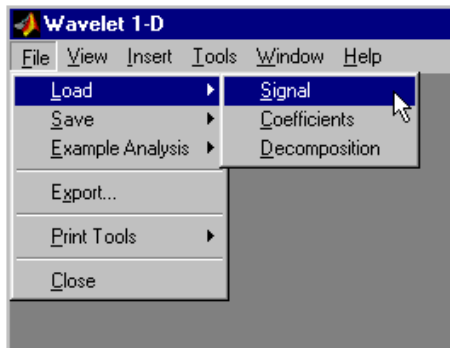 Wavelet 1-D
File View Insert Tools Window Help
Load Signal
Save Coefficients
Example Analysis Decomposition
Export...
Print Tools
Close